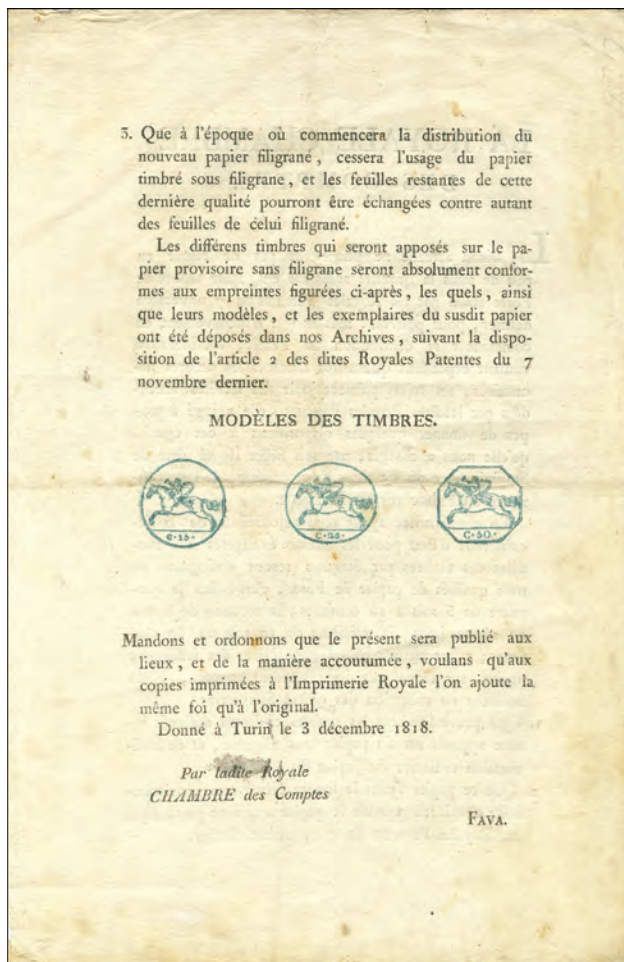 3. Que à l'époque où commencera la distribution du
nouveau papier filigrané, cessera l'usage du papier
timbré sous filigrane, et les feuilles restantes de cette
dernière qualité pourront être échangées contre autant
des feuilles de celui filigrané.
Les différens timbres qui seront apposés sur le pa-
pier provisoire sans filigrane seront absolument confor-
mes aux empreintes figurées ci-après, les quels, ainsi
que leurs modèles, et les exemplaires du susdit papier
ont été déposés dans nos Archives, suivant la dispo-
sition de l'article 2 des dites Royales Patentes du 7
novembre dernier.
MODÈLES DES TIMBRES.
C·15· C·25· C·50·
Mandons et ordonnons que le présent sera publié aux
lieux, et de la manière accoutumée, voulans qu'aux
copies imprimées à l'Imprimerie Royale l'on ajoute la
même foi qu'à l'original.
Donné à Turin le 3 décembre 1818.
Par ladite Royale
CHAMBRE des Comptes
FAVA.